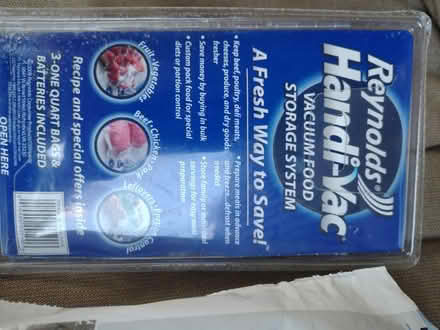 Reynolds
Handi-Vac
VACUUM FOOD
STORAGE SYSTEM
A Fresh Way to Save!
• Keep beef, poultry, deli meats,
cheeses, produce, and dry goods
fresher
• Save money by buying in bulk
• Custom pack food for special
diets or portion control
• Prepare meals in advance
and freeze...defrost when
needed
• Store family or individual
servings for easy meal
preparation
Fruit, Vegetables
Beef, Chicken, Pork
Leftovers, Portion Control
Recipe and special offers inside
3-ONE QUART BAGS &
BATTERIES INCLUDED
OPEN HERE